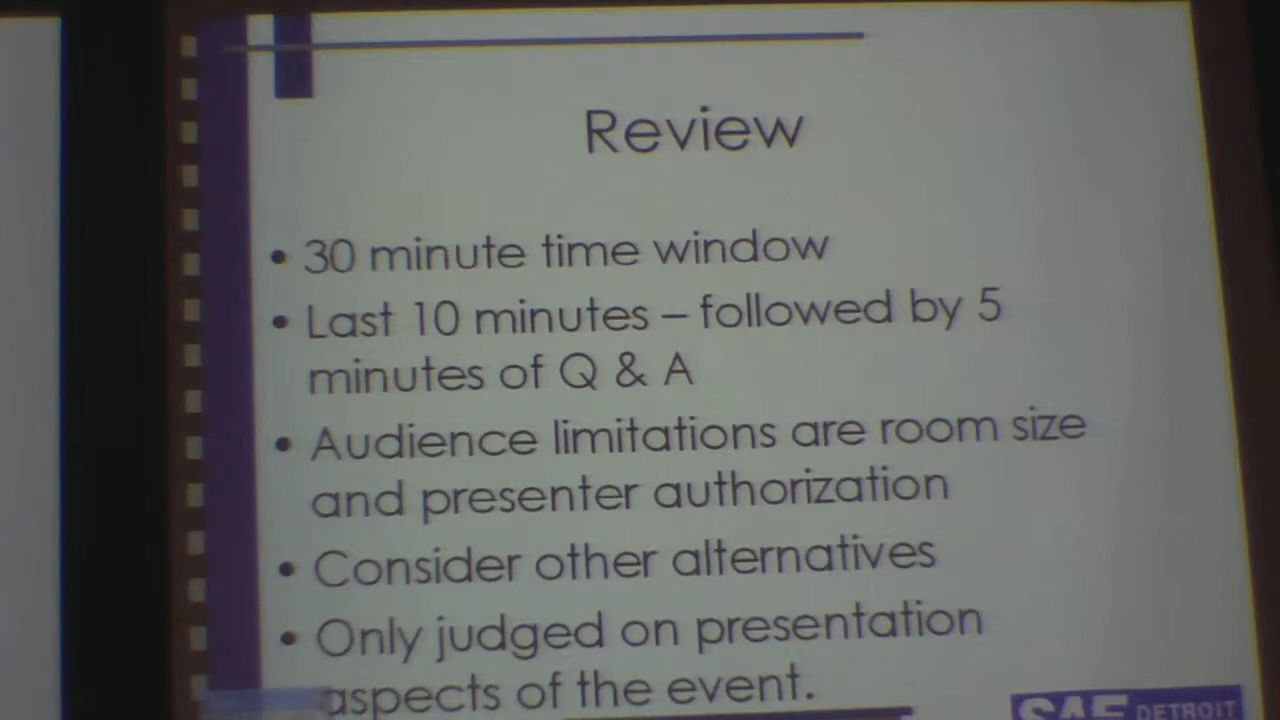 Review
• 30 minute time window
• Last 10 minutes – followed by 5
minutes of Q & A
• Audience limitations are room size
and presenter authorization
• Consider other alternatives
• Only judged on presentation
aspects of the event.
SAE DETROIT